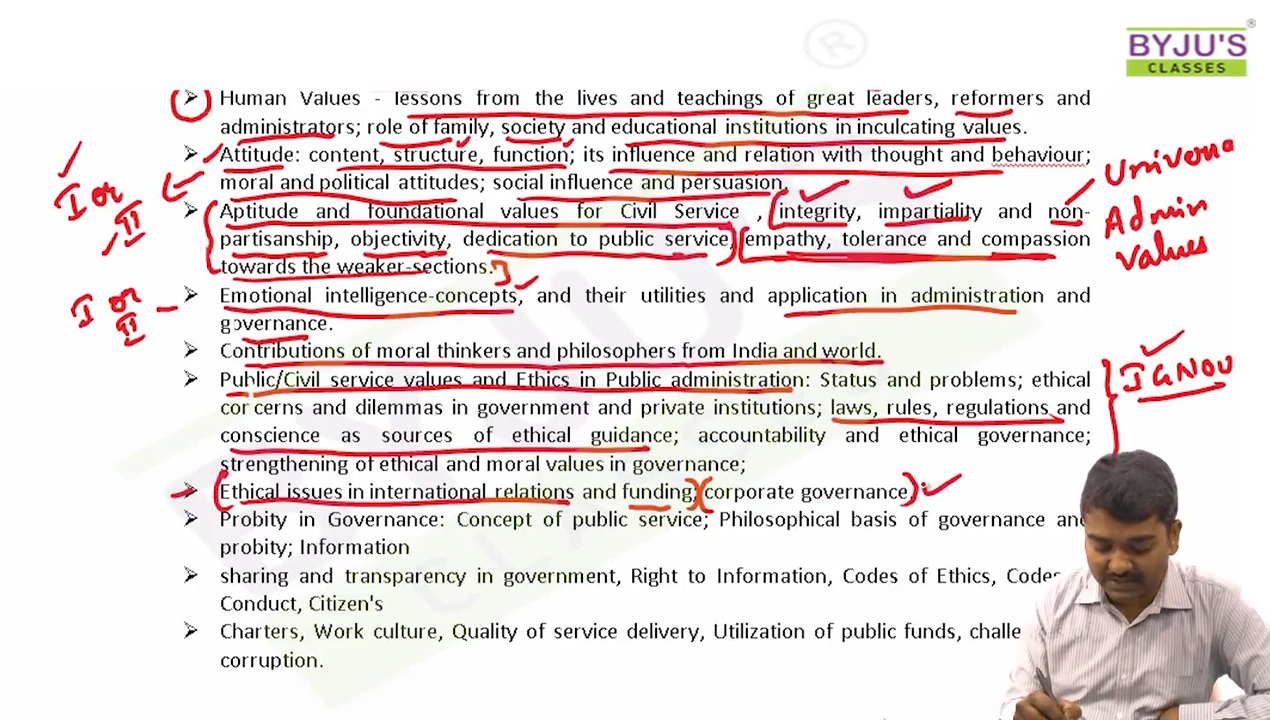 BYJU'S
CLASSES
➤ Human Values - lessons from the lives and teachings of great leaders, reformers and
administrators; role of family, society and educational institutions in inculcating values.
➤ Attitude: content, structure, function; its influence and relation with thought and behaviour;
moral and political attitudes; social influence and persuasion.
➤ Aptitude and foundational values for Civil Service , integrity, impartiality and non-
partisanship, objectivity, dedication to public service, empathy, tolerance and compassion
towards the weaker-sections.
➤ Emotional intelligence-concepts, and their utilities and application in administration and
governance.
➤ Contributions of moral thinkers and philosophers from India and world.
➤ Public/Civil service values and Ethics in Public administration: Status and problems; ethical
concerns and dilemmas in government and private institutions; laws, rules, regulations and
conscience as sources of ethical guidance; accountability and ethical governance;
strengthening of ethical and moral values in governance;
➤ Ethical issues in international relations and funding; corporate governance
➤ Probity in Governance: Concept of public service; Philosophical basis of governance and
probity; Information
➤ sharing and transparency in government, Right to Information, Codes of Ethics, Codes
Conduct, Citizen's
➤ Charters, Work culture, Quality of service delivery, Utilization of public funds, challe
corruption.
I or
II
I or
II
Universa
Admin
values
IGNOU